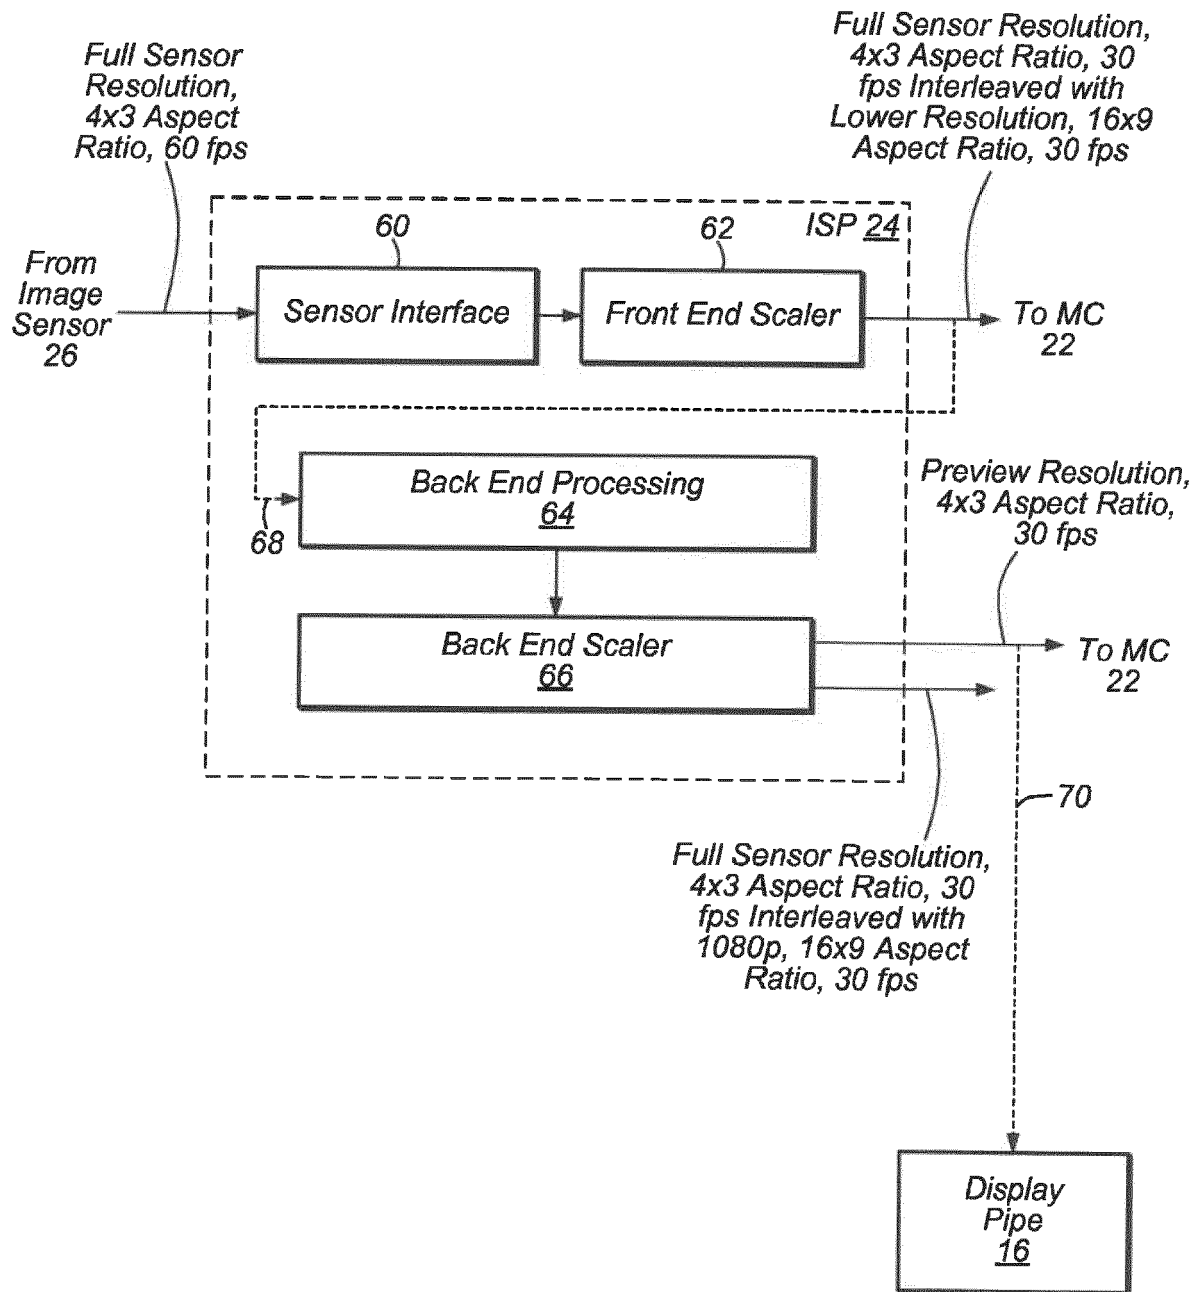 Full Sensor
Resolution,
4x3 Aspect
Ratio, 60 fps
Full Sensor Resolution,
4x3 Aspect Ratio, 30
fps Interleaved with
Lower Resolution, 16x9
Aspect Ratio, 30 fps
ISP 24
60
62
From
Image
Sensor
26
Sensor Interface
Front End Scaler
To MC
22
Back End Processing
64
68
Preview Resolution,
4x3 Aspect Ratio,
30 fps
Back End Scaler
66
To MC
22
70
Full Sensor Resolution,
4x3 Aspect Ratio, 30
fps Interleaved with
1080p, 16x9 Aspect
Ratio, 30 fps
Display
Pipe
16